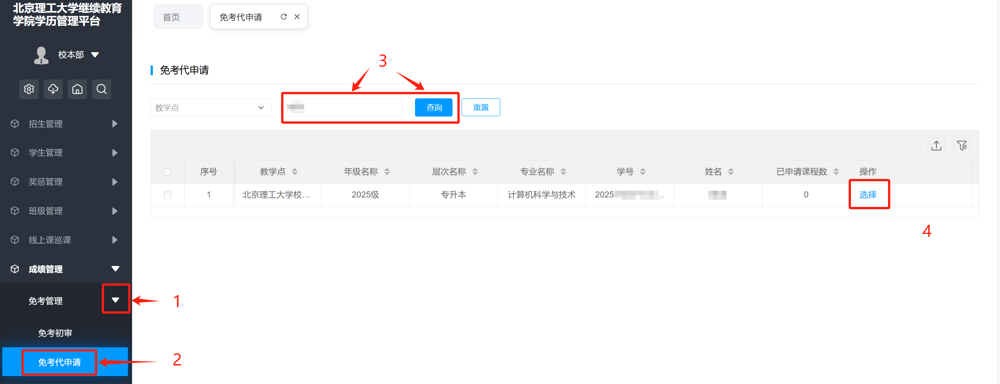 北京理工大学继续教育
学院学历管理平台
首页
免考代申请
校本部
免考代申请
3
教学点
查询
重置
招生管理
学生管理
奖惩管理
班级管理
线上课巡课
成绩管理
免考管理
免考初审
免考代申请
序号 教学点 年级名称 层次名称 专业名称 学号 姓名 已申请课程数 操作
1 北京理工大学校... 2025级 专升本 计算机科学与技术 2025 0 选择
4
1
2